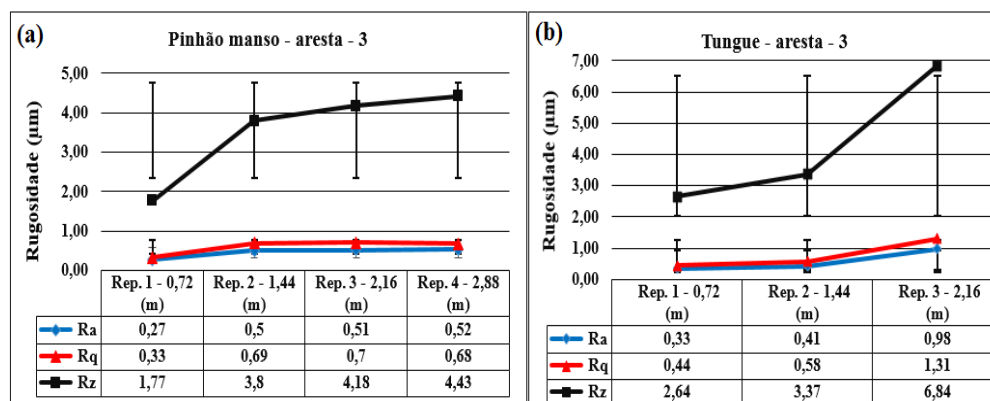 (a)
Pinhão manso - aresta - 3
Rugosidade (µm)
5,00
4,00
3,00
2,00
1,00
0,00
Rep. 1 - 0,72 (m) Rep. 2 - 1,44 (m) Rep. 3 - 2,16 (m) Rep. 4 - 2,88 (m)
Ra 0,27 0,5 0,51 0,52
Rq 0,33 0,69 0,7 0,68
Rz 1,77 3,8 4,18 4,43
(b)
Tungue - aresta - 3
Rugosidade (µm)
7,00
6,00
5,00
4,00
3,00
2,00
1,00
0,00
Rep. 1 - 0,72 (m) Rep. 2 - 1,44 (m) Rep. 3 - 2,16 (m)
Ra 0,33 0,41 0,98
Rq 0,44 0,58 1,31
Rz 2,64 3,37 6,84